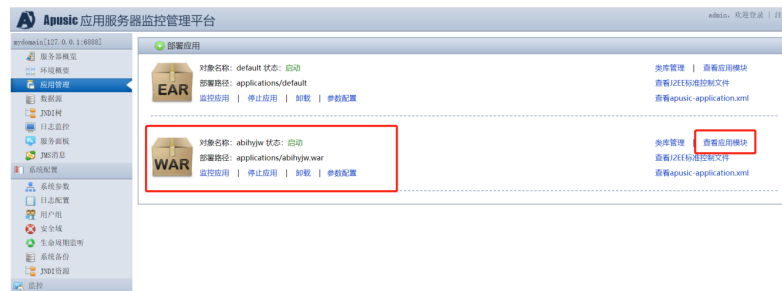 Apusic 应用服务器监控管理平台
admin, 欢迎登录 |
mydomain[127.0.0.1:6888]
服务器概览
环境概要
应用管理
数据源
JNDI树
日志监控
服务面板
JMS消息
系统配置
系统参数
日志配置
用户组
安全域
生命周期监听
系统备份
JNDI资源
监控
部署应用
EAR
对象名称: default 状态: 启动
部署路径: applications/default
监控应用 | 停止应用 | 卸载 | 参数配置
类库管理 | 查看应用模块
查看J2EE标准控制文件
查看apusic-application.xml
WAR
对象名称: abihyjw 状态: 启动
部署路径: applications/abihyjw.war
监控应用 | 停止应用 | 卸载 | 参数配置
类库管理 | 查看应用模块
查看J2EE标准控制文件
查看apusic-application.xml